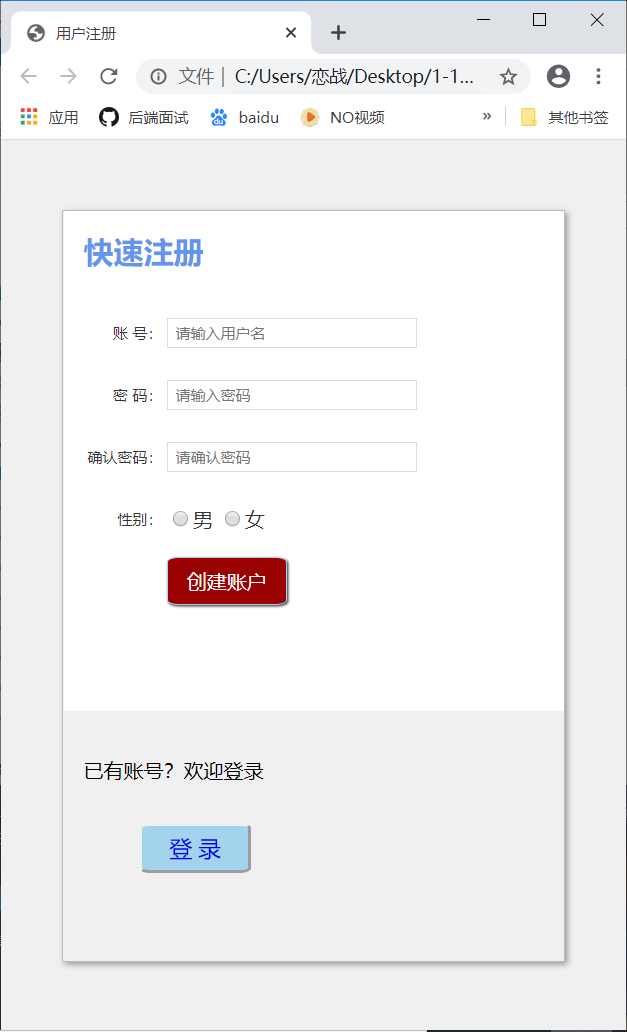 用户注册
文件 | C:/Users/恋战/Desktop/1-1...
应用 后端面试 baidu NO视频 » 其他书签
快速注册
账 号： 请输入用户名
密 码： 请输入密码
确认密码： 请确认密码
性别： 男 女
创建账户
已有账号？欢迎登录
登 录